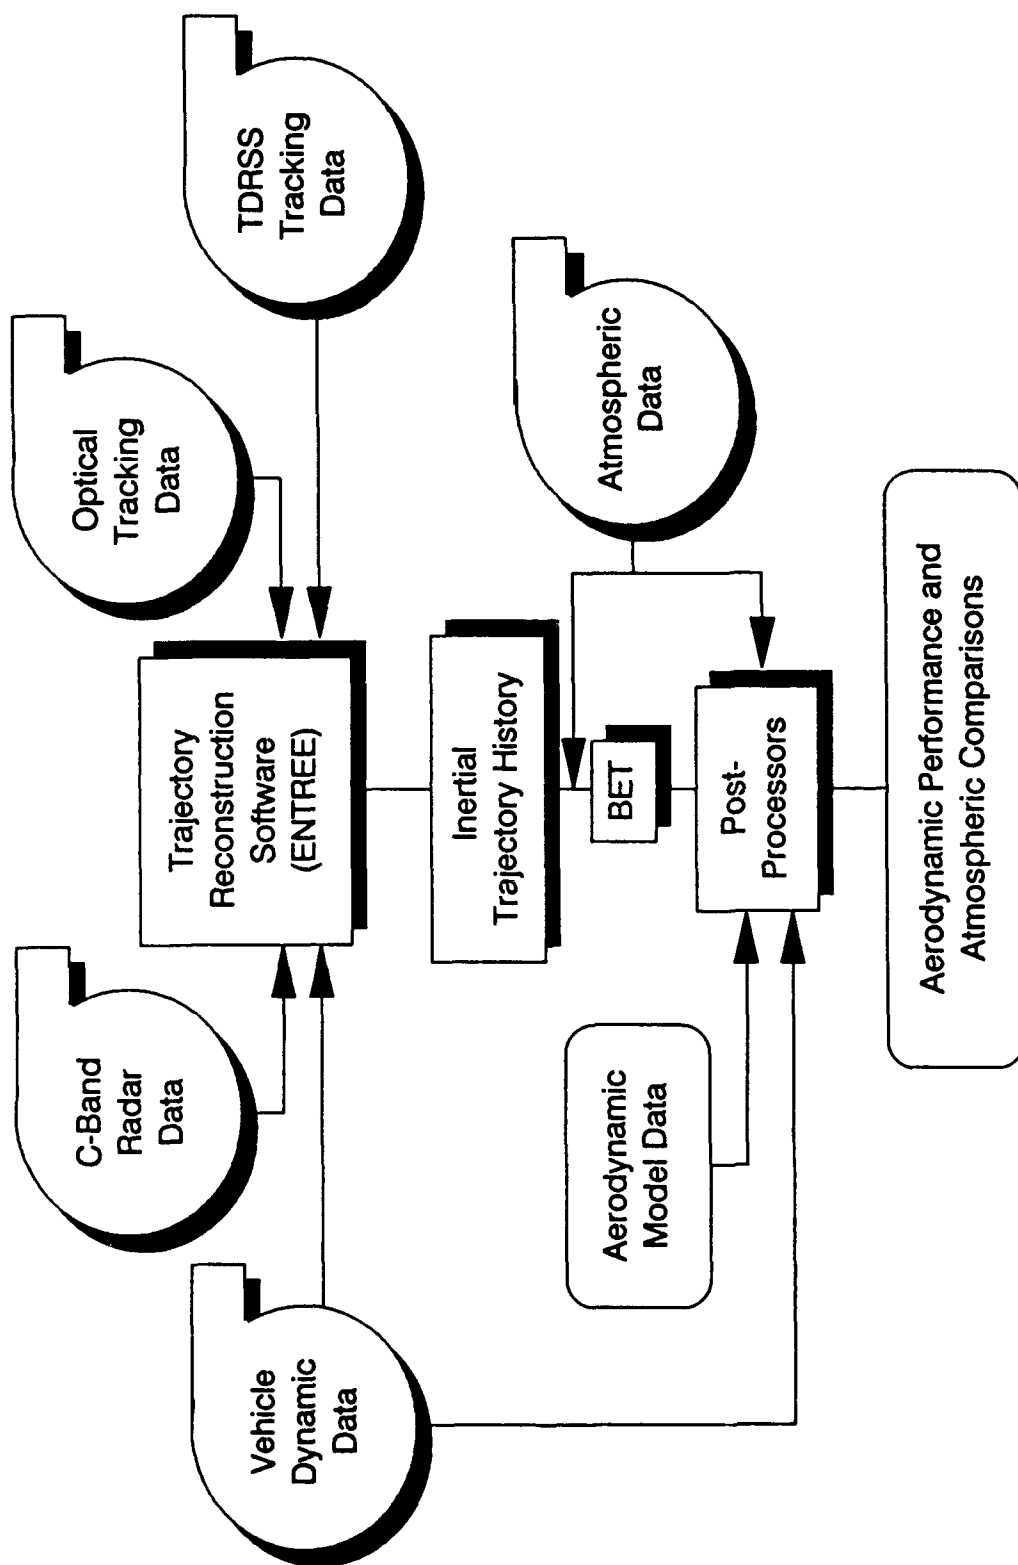 C-Band
Radar
Data
Optical
Tracking
Data
Vehicle
Dynamic
Data
Trajectory
Reconstruction
Software
(ENTREE)
TDRSS
Tracking
Data
Inertial
Trajectory History
Atmospheric
Data
BET
Aerodynamic
Model Data
Post-
Processors
Aerodynamic Performance and
Atmospheric Comparisons